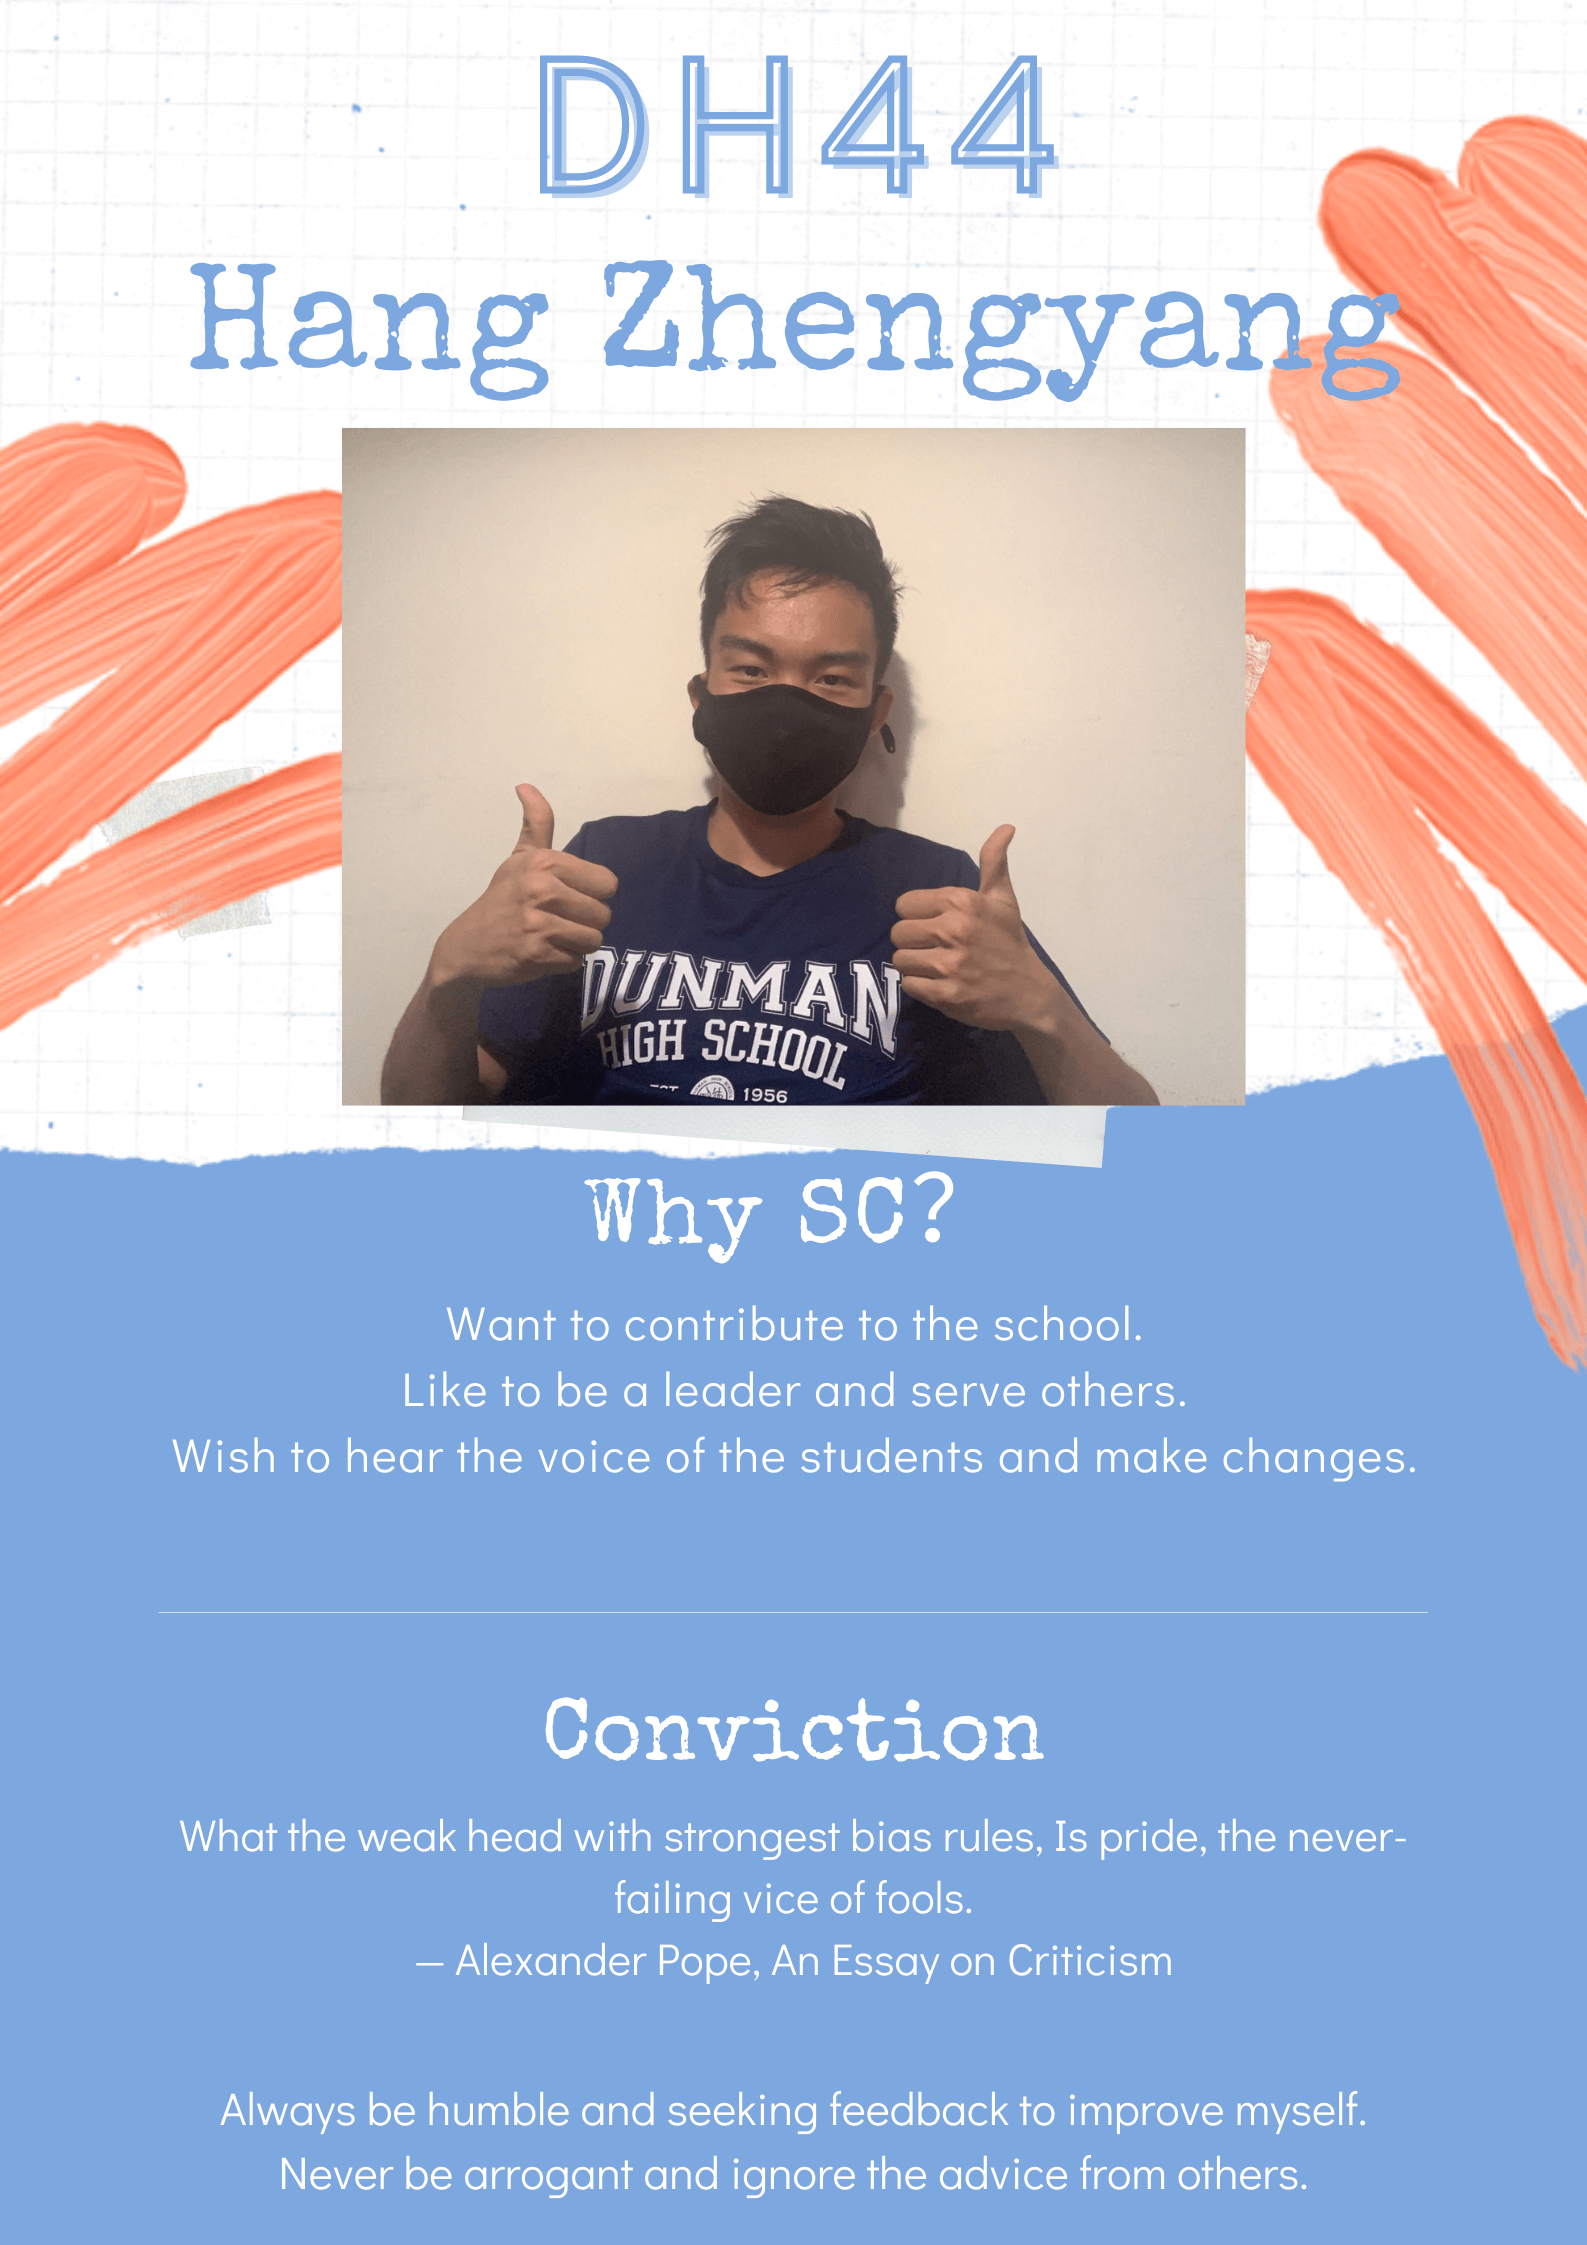 DH44
Hang Zhengyang
DUNMAN
HIGH SCHOOL
1956
Why SC?
Want to contribute to the school.
Like to be a leader and serve others.
Wish to hear the voice of the students and make changes.
Conviction
What the weak head with strongest bias rules, Is pride, the never-
failing vice of fools.
— Alexander Pope, An Essay on Criticism
Always be humble and seeking feedback to improve myself.
Never be arrogant and ignore the advice from others.